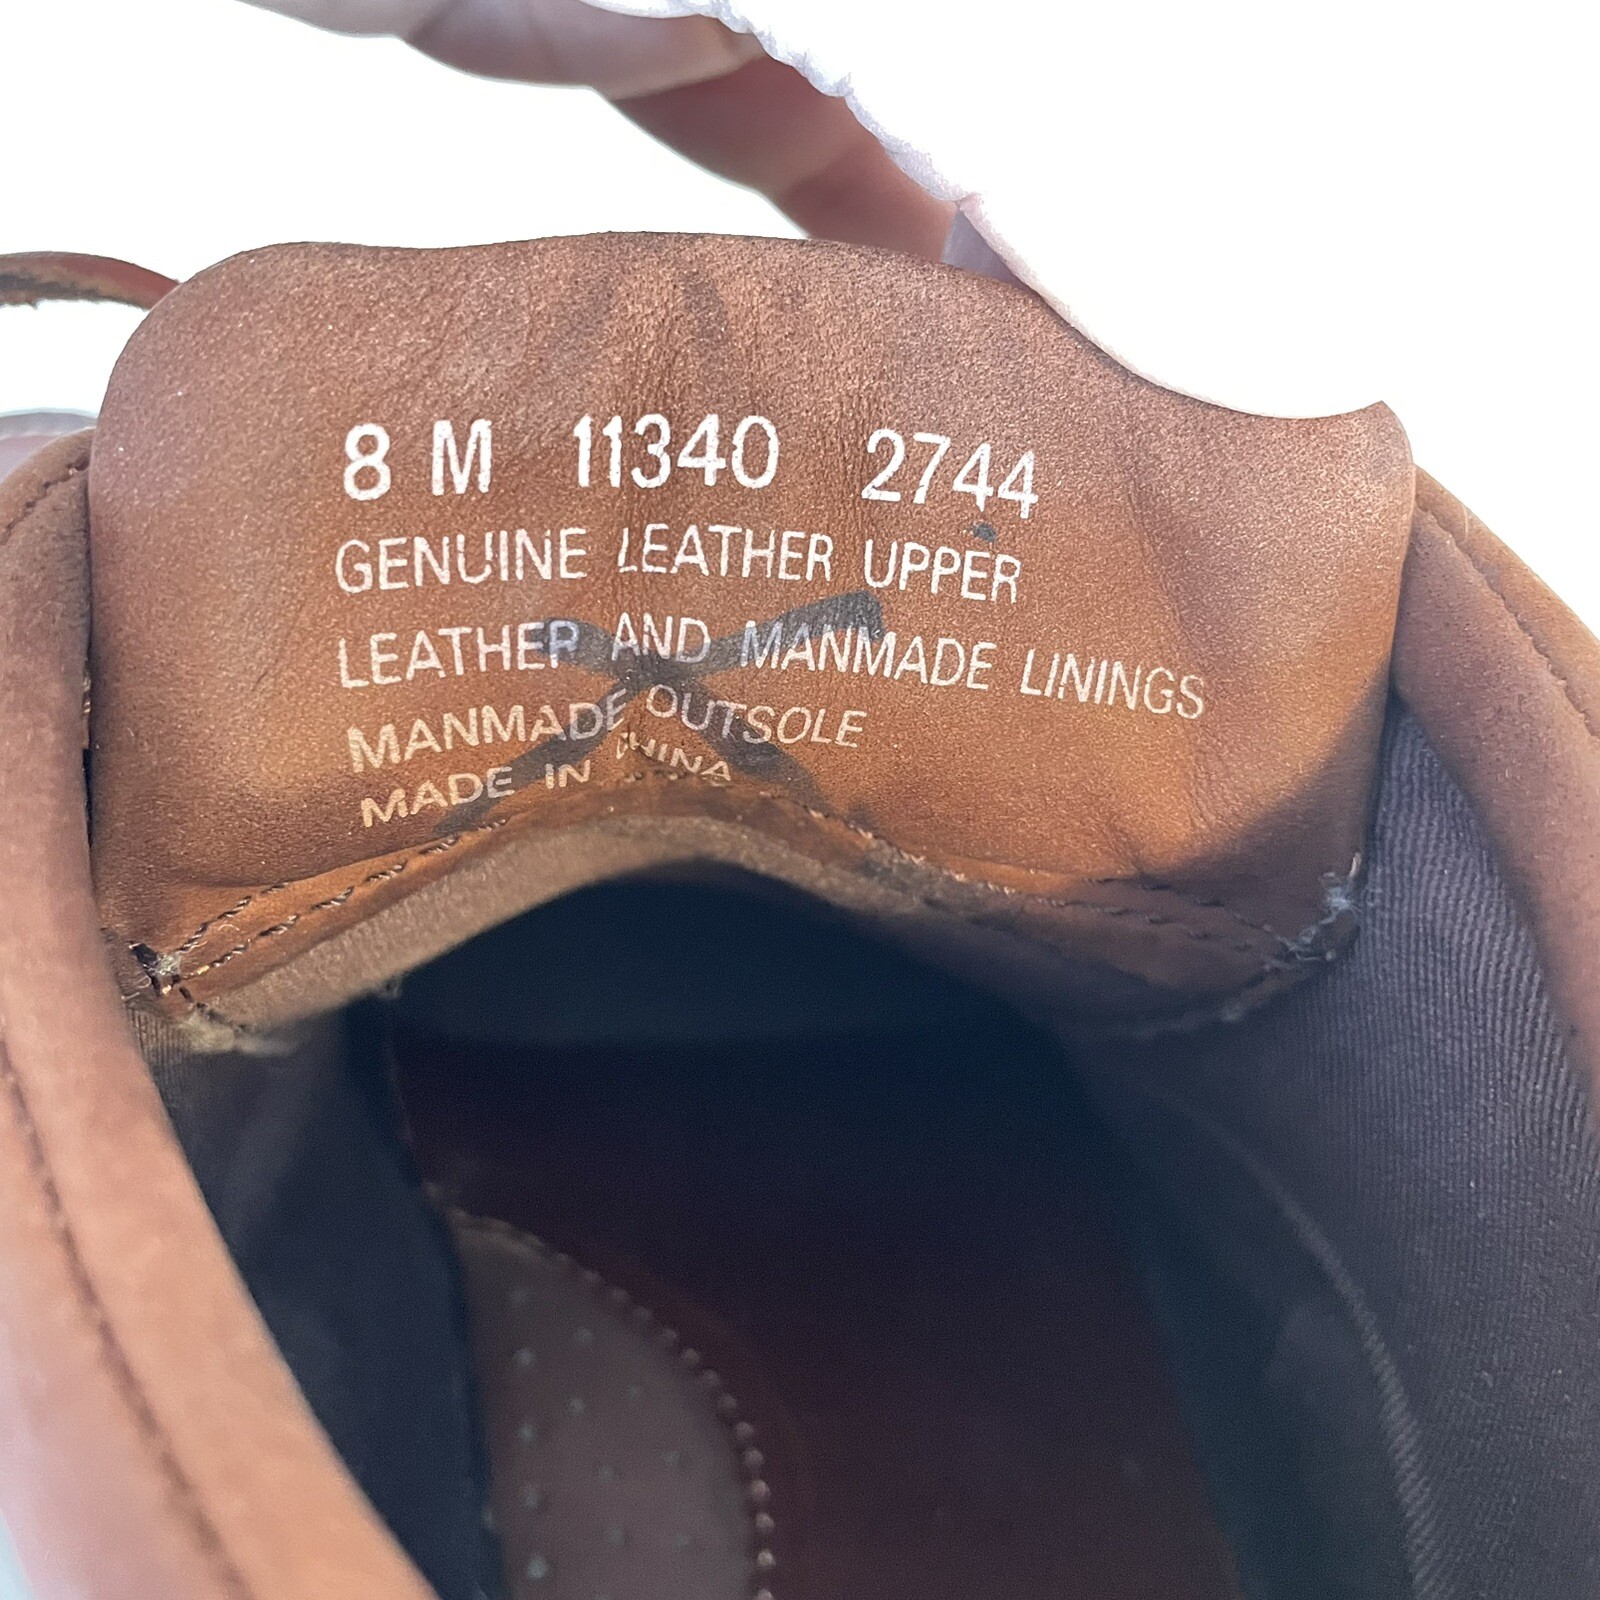 8 M 11340 2744
GENUINE LEATHER UPPER
LEATHER AND MANMADE LININGS
MANMADE OUTSOLE
MADE IN CHINA